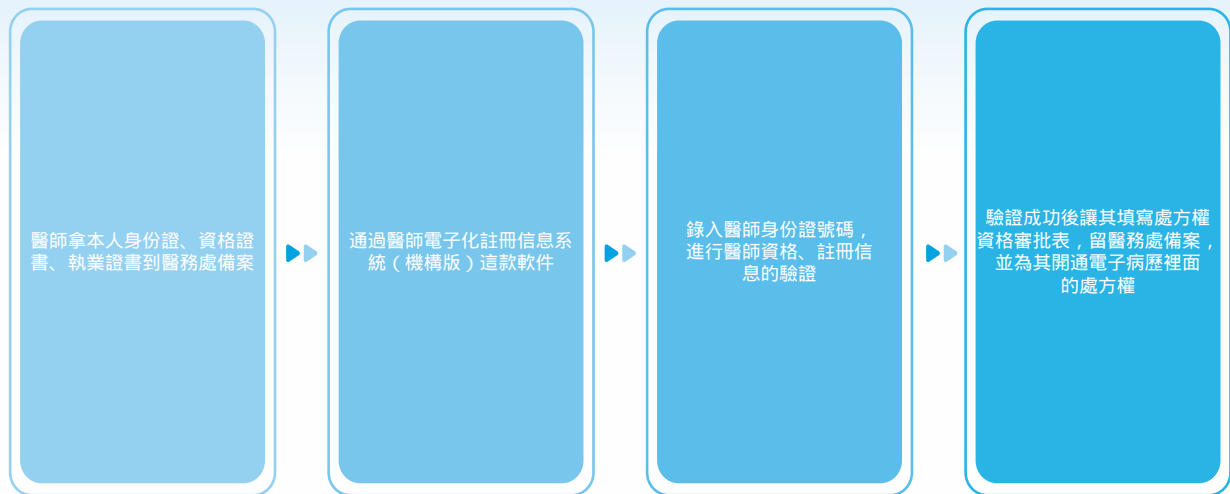 醫師拿本人身份證、資格證
書、執業證書到醫務處備案
通過醫師電子化註冊信息系
統（機構版）這款軟件
錄入醫師身份證號碼，
進行醫師資格、註冊信
息的驗證
驗證成功後讓其填寫處方權
資格審批表，留醫務處備案，
並為其開通電子病歷裡面
的處方權